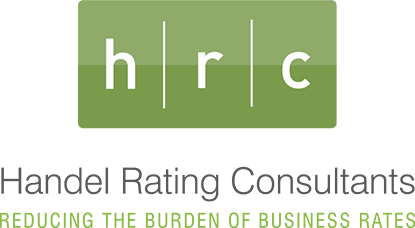 h|r|c
Handel Rating Consultants
REDUCING THE BURDEN OF BUSINESS RATES